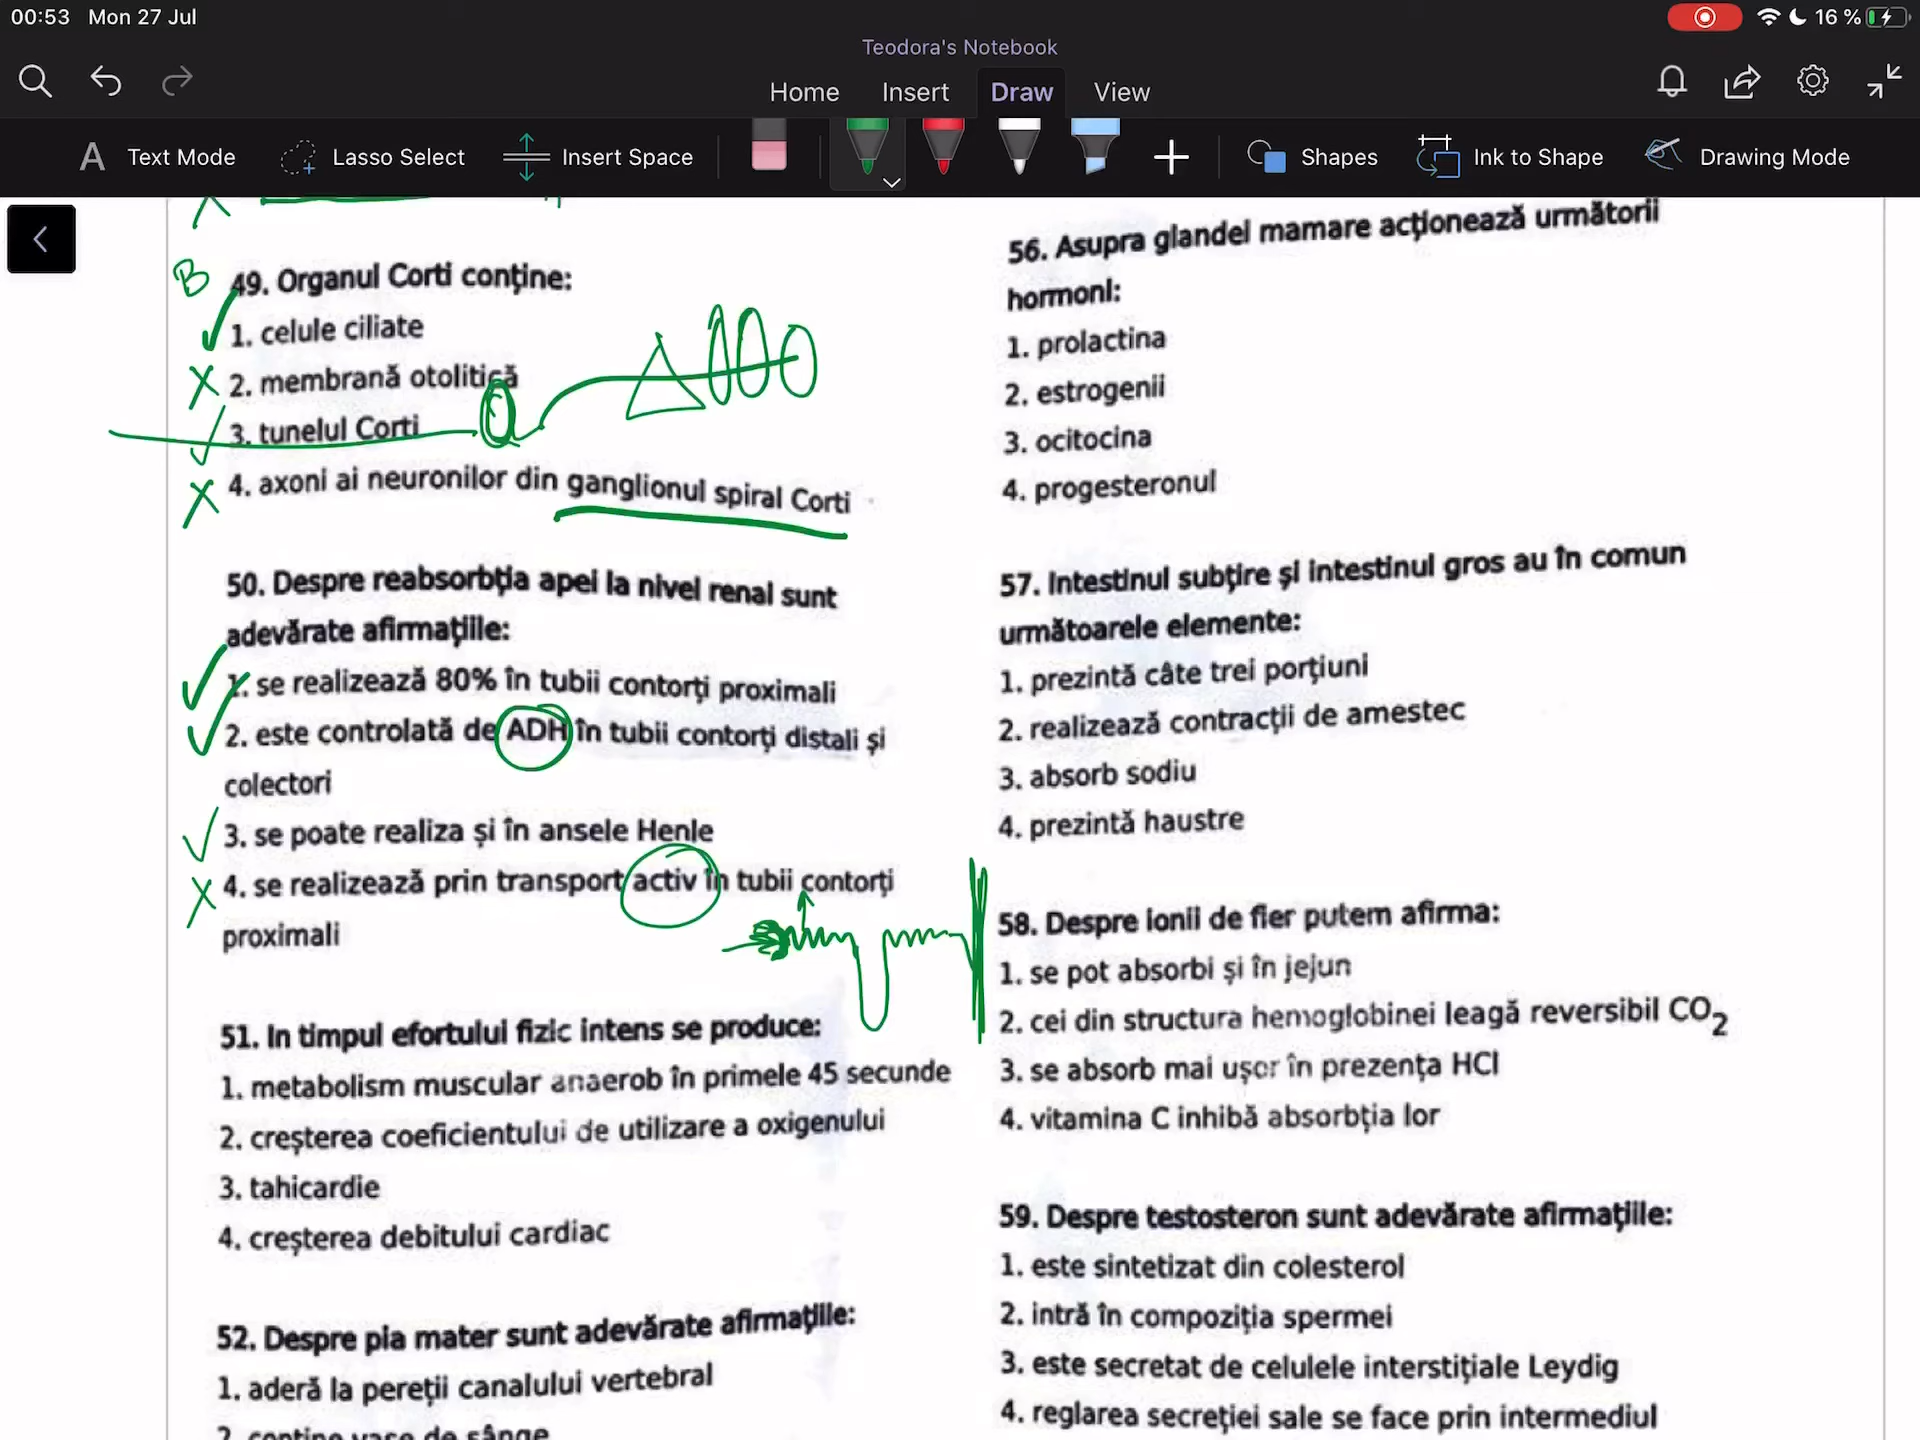 00:53 Mon 27 Jul
16 %
Teodora's Notebook
Home Insert Draw View
A Text Mode Lasso Select Insert Space Shapes Ink to Shape Drawing Mode
B
49. Organul Corti conține:
1. celule ciliate
2. membrană otolitică
3. tunelul Corti
4. axoni ai neuronilor din ganglionul spiral Corti
50. Despre reabsorbția apei la nivel renal sunt
adevărate afirmațiile:
1. se realizează 80% în tubii contorți proximali
2. este controlată de ADH în tubii contorți distali și
colectori
3. se poate realiza și în ansele Henle
4. se realizează prin transport activ în tubii contorți
proximali
51. In timpul efortului fizic intens se produce:
1. metabolism muscular anaerob în primele 45 secunde
2. creșterea coeficientului de utilizare a oxigenului
3. tahicardie
4. creșterea debitului cardiac
52. Despre pia mater sunt adevărate afirmațiile:
1. aderă la pereții canalului vertebral
2. conține vase de sânge
56. Asupra glandei mamare acționează următorii
hormoni:
1. prolactina
2. estrogenii
3. ocitocina
4. progesteronul
57. Intestinul subțire și intestinul gros au în comun
următoarele elemente:
1. prezintă câte trei porțiuni
2. realizează contracții de amestec
3. absorb sodiu
4. prezintă haustre
58. Despre ionii de fier putem afirma:
1. se pot absorbi și în jejun
2. cei din structura hemoglobinei leagă reversibil CO2
3. se absorb mai ușor în prezența HCl
4. vitamina C inhibă absorbția lor
59. Despre testosteron sunt adevărate afirmațiile:
1. este sintetizat din colesterol
2. intră în compoziția spermei
3. este secretat de celulele interstițiale Leydig
4. reglarea secreției sale se face prin intermediul